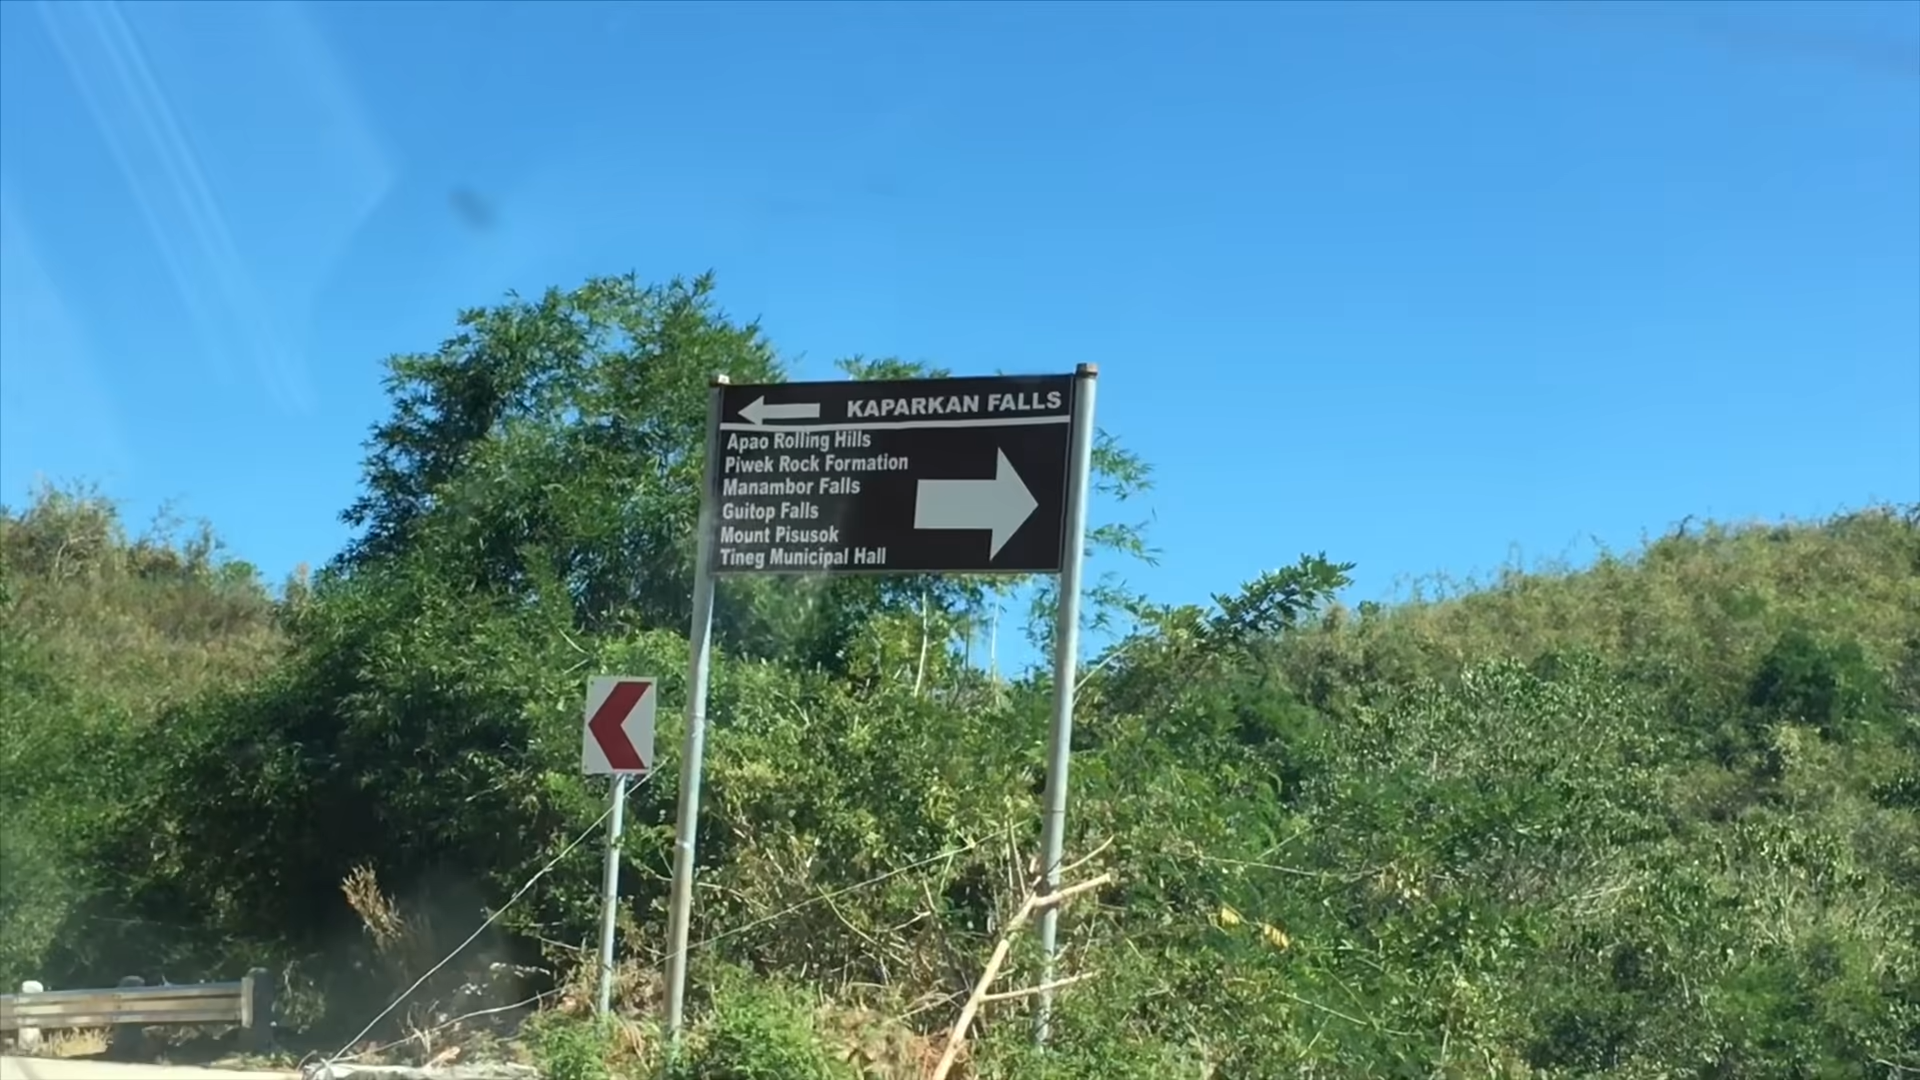 KAPARKAN FALLS
Apao Rolling Hills
Piwek Rock Formation
Manambor Falls
Guitop Falls
Mount Pisusok
Tineg Municipal Hall